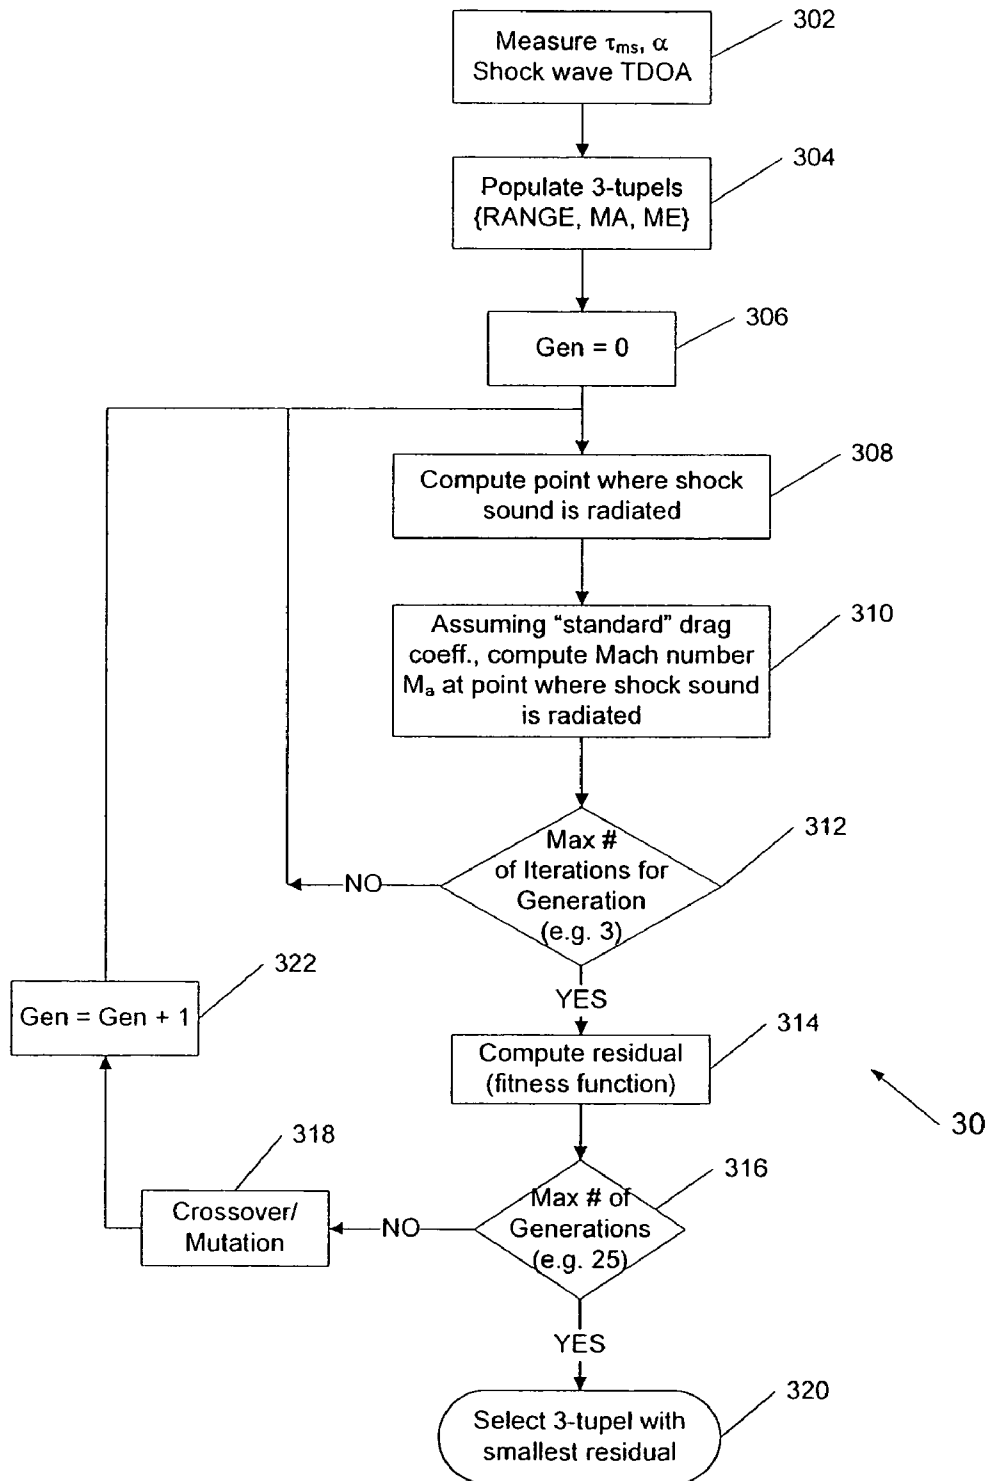 302
Measure τms, α
Shock wave TDOA
304
Populate 3-tupels
{RANGE, MA, ME}
306
Gen = 0
308
Compute point where shock
sound is radiated
310
Assuming “standard” drag
coeff., compute Mach number
Ma at point where shock sound
is radiated
312
Max #
of Iterations for
Generation
(e.g. 3)
NO
YES
322
Gen = Gen + 1
314
Compute residual
(fitness function)
30
318
316
Crossover/
Mutation
NO
Max # of
Generations
(e.g. 25)
YES
320
Select 3-tupel with
smallest residual